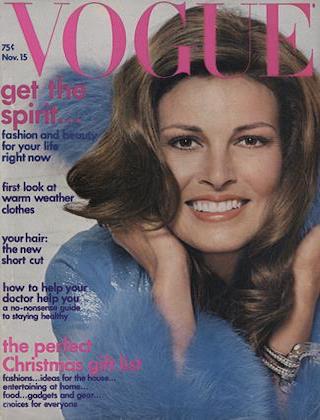 VOGUE
75¢
Nov. 15
get the
spirit...
fashion and beauty
for your life
right now
first look at
warm weather
clothes
your hair:
the new
short cut
how to help your
doctor help you
a no-nonsense guide
to staying healthy
the perfect
Christmas gift list
fashions...ideas for the house...
entertaining at home...
food...gadgets and gear...
choices for everyone